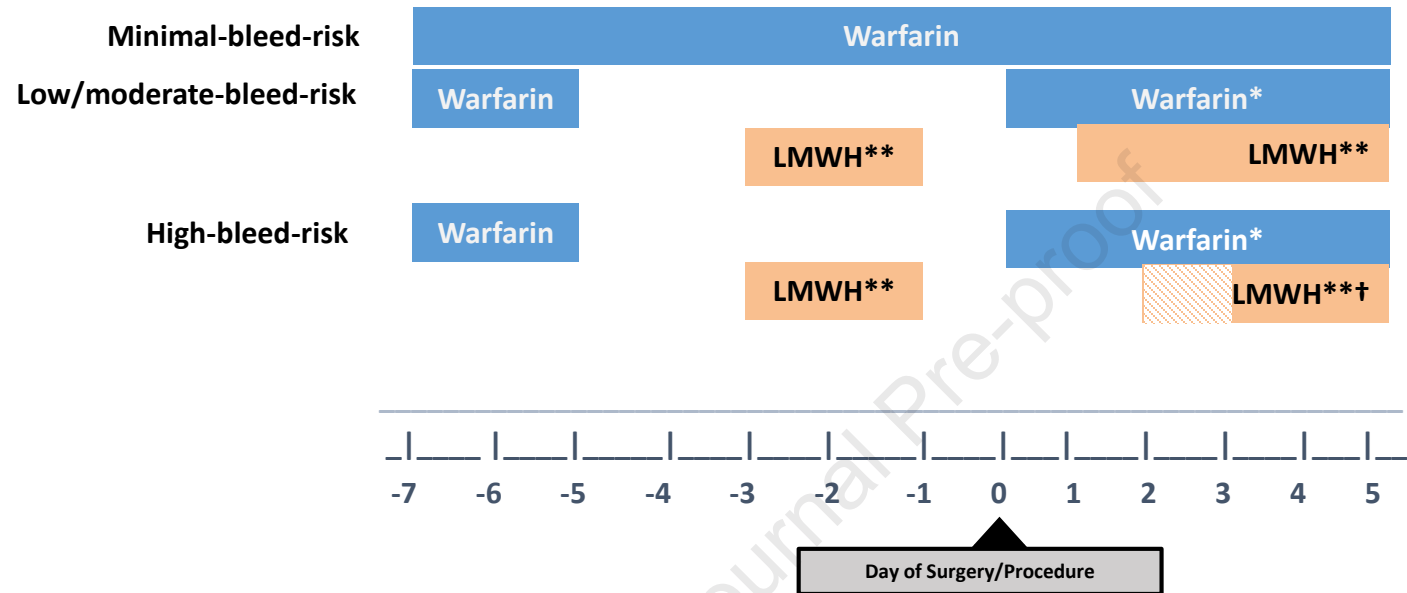 Minimal-bleed-risk Warfarin
Low/moderate-bleed-risk Warfarin Warfarin*
LMWH** LMWH**
High-bleed-risk Warfarin Warfarin*
LMWH** LMWH**†
-7 -6 -5 -4 -3 -2 -1 0 1 2 3 4 5
Day of Surgery/Procedure
Journal Pre-proof